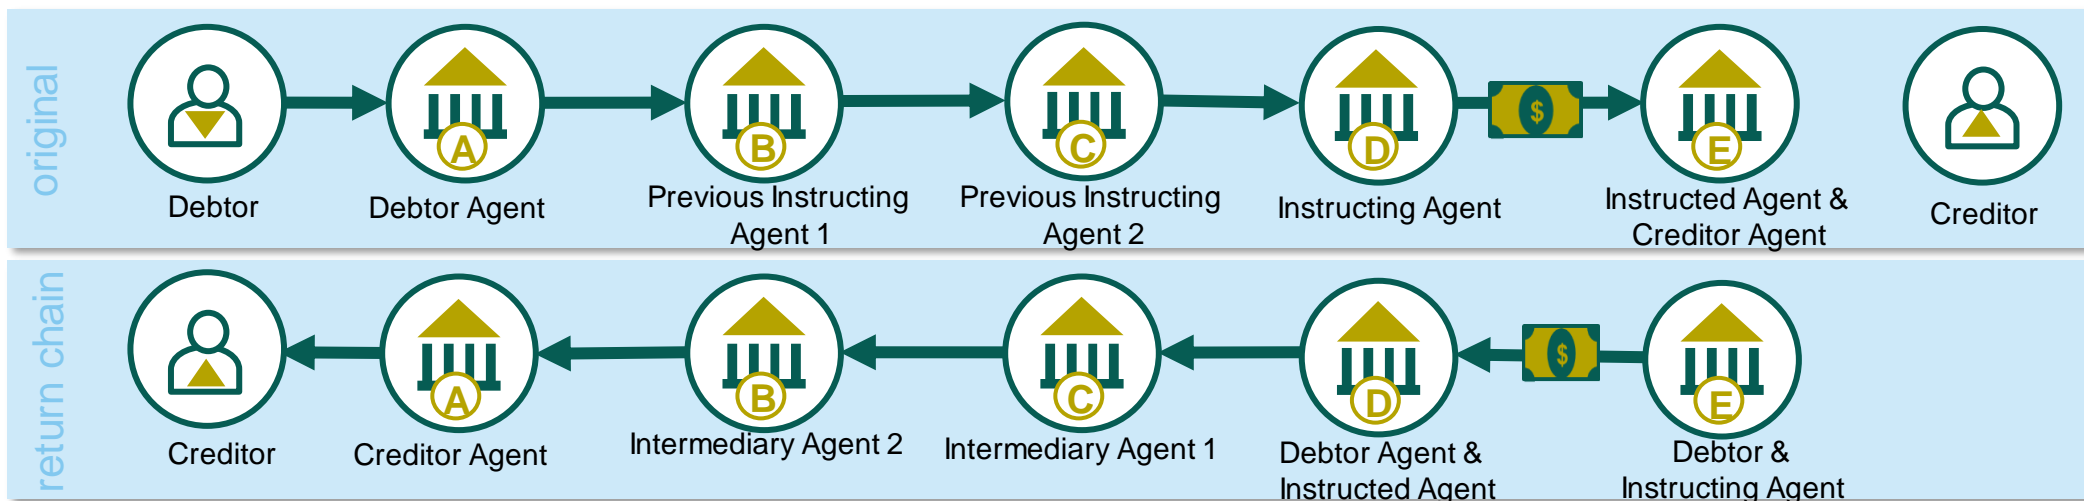 original
A
B
C
D
$
E
Debtor
Debtor Agent
Previous Instructing
Agent 1
Previous Instructing
Agent 2
Instructing Agent
Instructed Agent &
Creditor Agent
Creditor
return chain
A
B
C
D
$
E
Creditor
Creditor Agent
Intermediary Agent 2
Intermediary Agent 1
Debtor Agent &
Instructed Agent
Debtor &
Instructing Agent